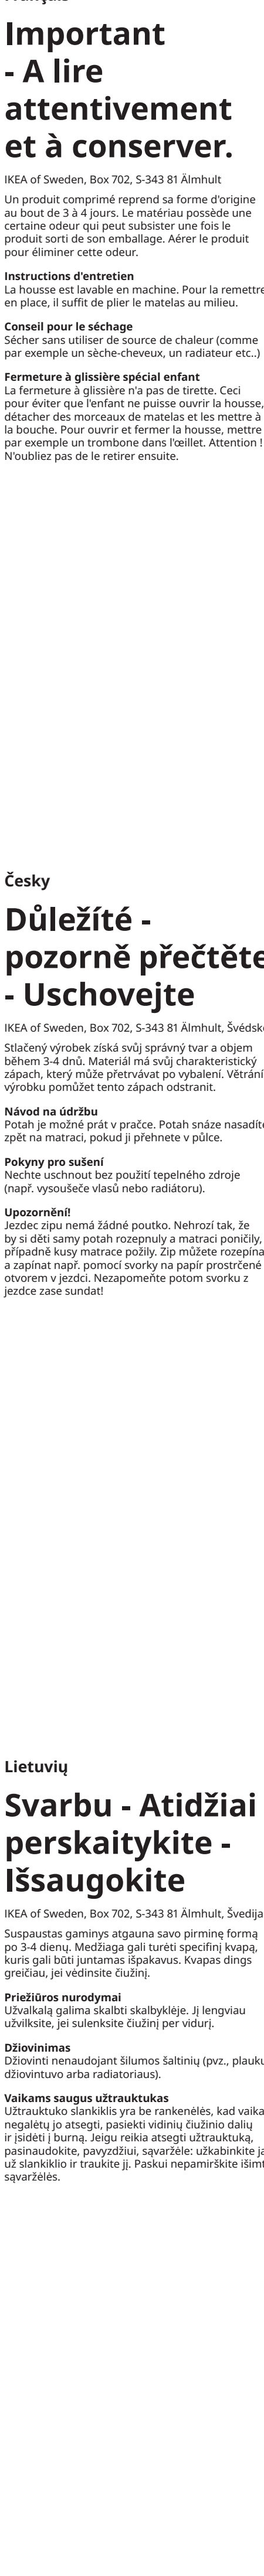 Important
- A lire
attentivement
et à conserver.
IKEA of Sweden, Box 702, S-343 81 Älmhult
Un produit comprimé reprend sa forme d'origine
au bout de 3 à 4 jours. Le matériau possède une
certaine odeur qui peut subsister une fois le
produit sorti de son emballage. Aérer le produit
pour éliminer cette odeur.
Instructions d'entretien
La housse est lavable en machine. Pour la remettre
en place, il suffit de plier le matelas au milieu.
Conseil pour le séchage
Sécher sans utiliser de source de chaleur (comme
par exemple un sèche-cheveux, un radiateur etc..)
Fermeture à glissière spécial enfant
La fermeture à glissière n'a pas de tirette. Ceci
pour éviter que l'enfant ne puisse ouvrir la housse,
détacher des morceaux de matelas et les mettre à
la bouche. Pour ouvrir et fermer la housse, mettre
par exemple un trombone dans l'œillet. Attention !
N'oubliez pas de le retirer ensuite.
Česky
Důležíté -
pozorně přečtěte
- Uschovejte
IKEA of Sweden, Box 702, S-343 81 Älmhult,
Stlačený výrobek získá svůj správný tvar a objem
během 3-4 dnů. Materiál má svůj charakteristický
zápach, který může přetrvávat po vybalení. Větrání
výrobku pomůžet tento zápach odstranit.
Návod na údržbu
Potah je možné prát v pračce. Potah snáze
zpět na matraci, pokud ji přehnete v půlce.
Pokyny pro sušení
Nechte uschnout bez použití tepelného zdroje
(např. vysoušeče vlasů nebo radiátoru).
Upozornění!
Jezdec zipu nemá žádné poutko. Nehrozí tak, že
by si děti samy potah rozepnuly a matraci poničily,
případně kusy matrace požily. Zip můžete
a zapínat např. pomocí svorky na papír prostrčené
otvorem v jezdci. Nezapomeňte potom svorku z
jezdce zase sundat!
Lietuvių
Svarbu - Atidžiai
perskaitykite -
Išsaugokite
IKEA of Sweden, Box 702, S-343 81 Älmhult, Švedija
Suspaustas gaminys atgauna savo pirminę formą
po 3-4 dienų. Medžiaga gali turėti specifinį kvapą,
kuris gali būti juntamas išpakavus. Kvapas dings
greičiau, jei vėdinsite čiužinį.
Priežiūros nurodymai
Užvalkalą galima skalbti skalbyklėje. Jį lengviau
užvilksite, jei sulenksite čiužinį per vidurį.
Džiovinimas
Džiovinti nenaudojant šilumos šaltinių (pvz.,
džiovintuvo arba radiatoriaus).
Vaikams saugus užtrauktukas
Užtrauktuko slankiklis yra be rankenėlės, kad
negalėtų jo atsegti, pasiekti vidinių čiužinio dalių
ir įsidėti į burną. Jeigu reikia atsegti užtrauktuką,
pasinaudokite, pavyzdžiui, sąvaržėle: užkabinkite
už slankiklio ir traukite jį. Paskui nepamirškite
sąvaržėlės.